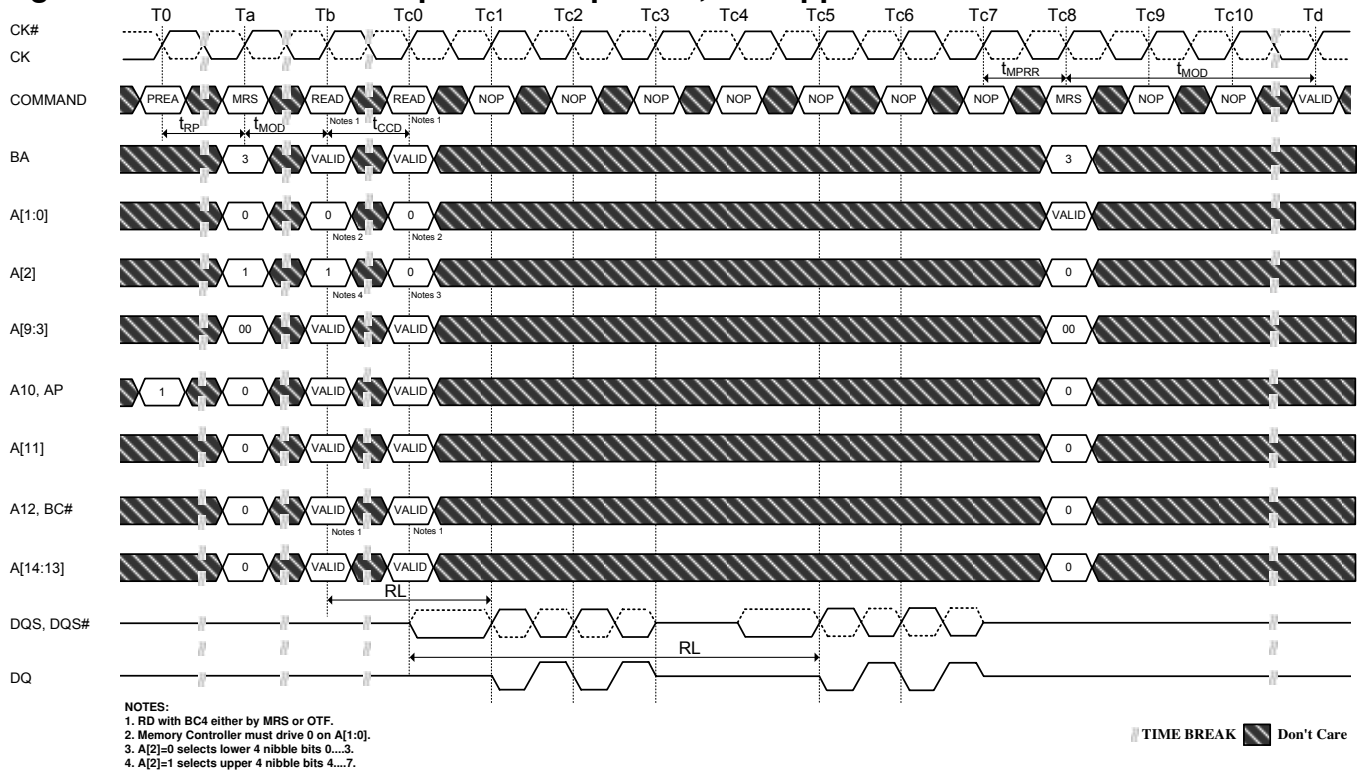 T0 Ta Tb Tc0 Tc1 Tc2 Tc3 Tc4 Tc5 Tc6 Tc7 Tc8 Tc9 Tc10 Td
CK#
CK
tMPRR tMOD
COMMAND PREA MRS READ READ NOP NOP NOP NOP NOP NOP NOP MRS NOP NOP VALID
Notes 1 Notes 1
tRP tMOD tCCD
BA 3 VALID VALID 3
A[1:0] 0 0 0 VALID
Notes 2 Notes 2
A[2] 1 1 0 0
Notes 4 Notes 3
A[9:3] 00 VALID VALID 00
A10, AP 1 0 VALID VALID 0
A[11] 0 VALID VALID 0
A12, BC# 0 VALID VALID 0
Notes 1 Notes 1
A[14:13] 0 VALID VALID 0
RL
DQS, DQS#
RL
DQ
NOTES:
1. RD with BC4 either by MRS or OTF.
2. Memory Controller must drive 0 on A[1:0].
3. A[2]=0 selects lower 4 nibble bits 0....3.
4. A[2]=1 selects upper 4 nibble bits 4....7.
TIME BREAK Don't Care